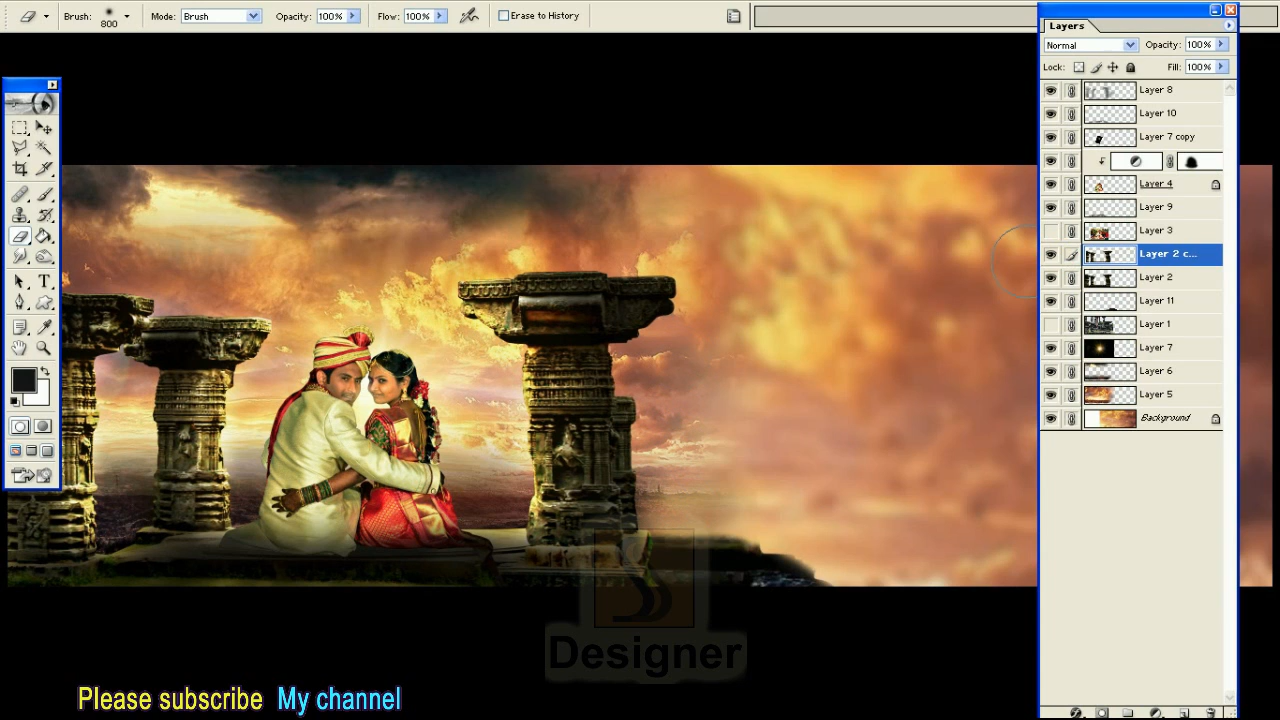 Brush: 800 Mode: Brush Opacity: 100% Flow: 100% Erase to History
Layers
Normal Opacity: 100%
Lock: Fill: 100%
Layer 8
Layer 10
Layer 7 copy
Layer 4
Layer 9
Layer 3
Layer 2 c...
Layer 2
Layer 11
Layer 1
Layer 7
Layer 6
Layer 5
Background
T
Designer
Please subscribe My channel